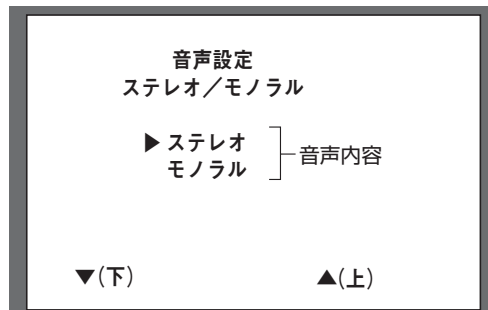 音声設定
ステレオ／モノラル
▶ ステレオ
モノラル
音声内容
▼(下) ▲(上)